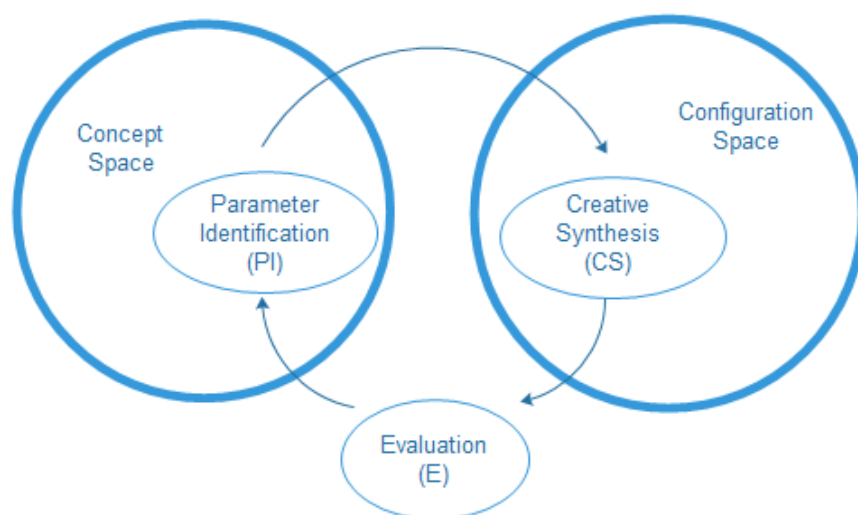 Concept
Space
Parameter
Identification
(PI)
Configuration
Space
Creative
Synthesis
(CS)
Evaluation
(E)